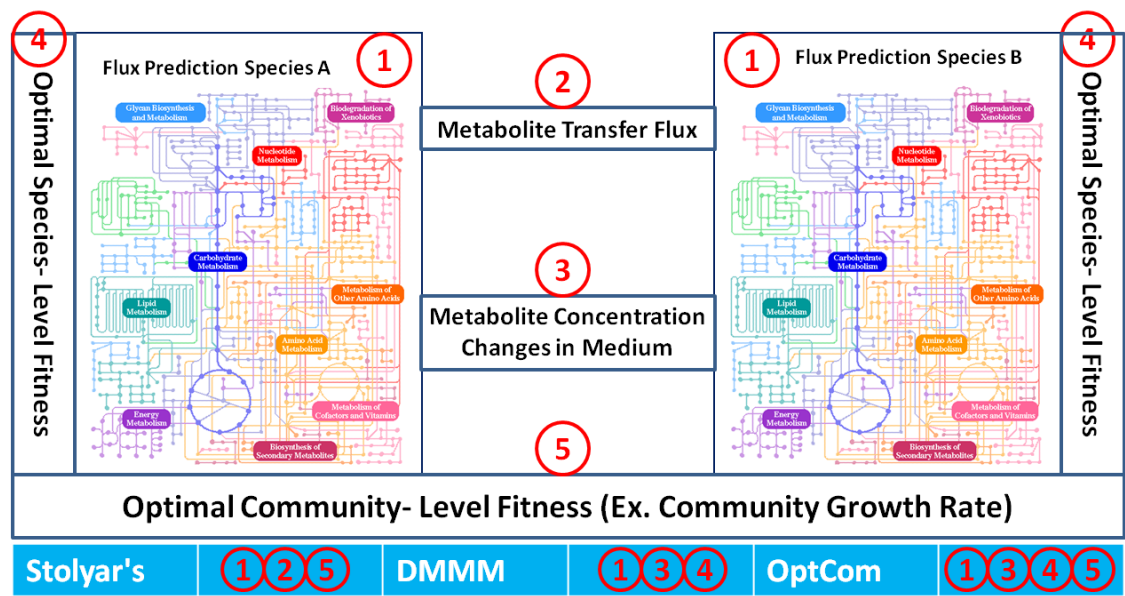 4
1
Flux Prediction Species A
Glycan Biosynthesis
and Metabolism
Biodegradation of
Xenobiotics
Nucleotide
Metabolism
Carbohydrate
Metabolism
Metabolism of
Other Amino Acids
Lipid
Metabolism
Amino Acid
Metabolism
Metabolism of
Cofactors and Vitamins
Energy
Metabolism
Biosynthesis of
Secondary Metabolites
Optimal Species- Level Fitness
2
Metabolite Transfer Flux
3
Metabolite Concentration
Changes in Medium
5
1
Flux Prediction Species B
Glycan Biosynthesis
and Metabolism
Biodegradation of
Xenobiotics
Nucleotide
Metabolism
Carbohydrate
Metabolism
Metabolism of
Other Amino Acids
Lipid
Metabolism
Amino Acid
Metabolism
Metabolism of
Cofactors and Vitamins
Energy
Metabolism
Biosynthesis of
Secondary Metabolites
4
Optimal Species- Level Fitness
Optimal Community- Level Fitness (Ex. Community Growth Rate)
Stolyar's 1 2 5 DMMM 1 3 4 OptCom 1 3 4 5